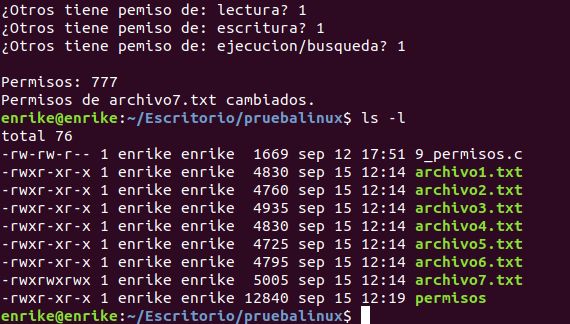 ¿Otros tiene pemiso de: lectura? 1
¿Otros tiene pemiso de: escritura? 1
¿Otros tiene pemiso de: ejecucion/busqueda? 1
Permisos: 777
Permisos de archivo7.txt cambiados.
enrike@enrike:~/Escritorio/pruebalinux$ ls -l
total 76
-rw-rw-r-- 1 enrike enrike  1669 sep 12 17:51 9_permisos.c
-rwxr-xr-x 1 enrike enrike  4830 sep 15 12:14 archivo1.txt
-rwxr-xr-x 1 enrike enrike  4760 sep 15 12:14 archivo2.txt
-rwxr-xr-x 1 enrike enrike  4935 sep 15 12:14 archivo3.txt
-rwxr-xr-x 1 enrike enrike  4830 sep 15 12:14 archivo4.txt
-rwxr-xr-x 1 enrike enrike  4725 sep 15 12:14 archivo5.txt
-rwxr-xr-x 1 enrike enrike  4795 sep 15 12:14 archivo6.txt
-rwxrwxrwx 1 enrike enrike  5005 sep 15 12:14 archivo7.txt
-rwxr-xr-x 1 enrike enrike 12840 sep 15 12:19 permisos
enrike@enrike:~/Escritorio/pruebalinux$